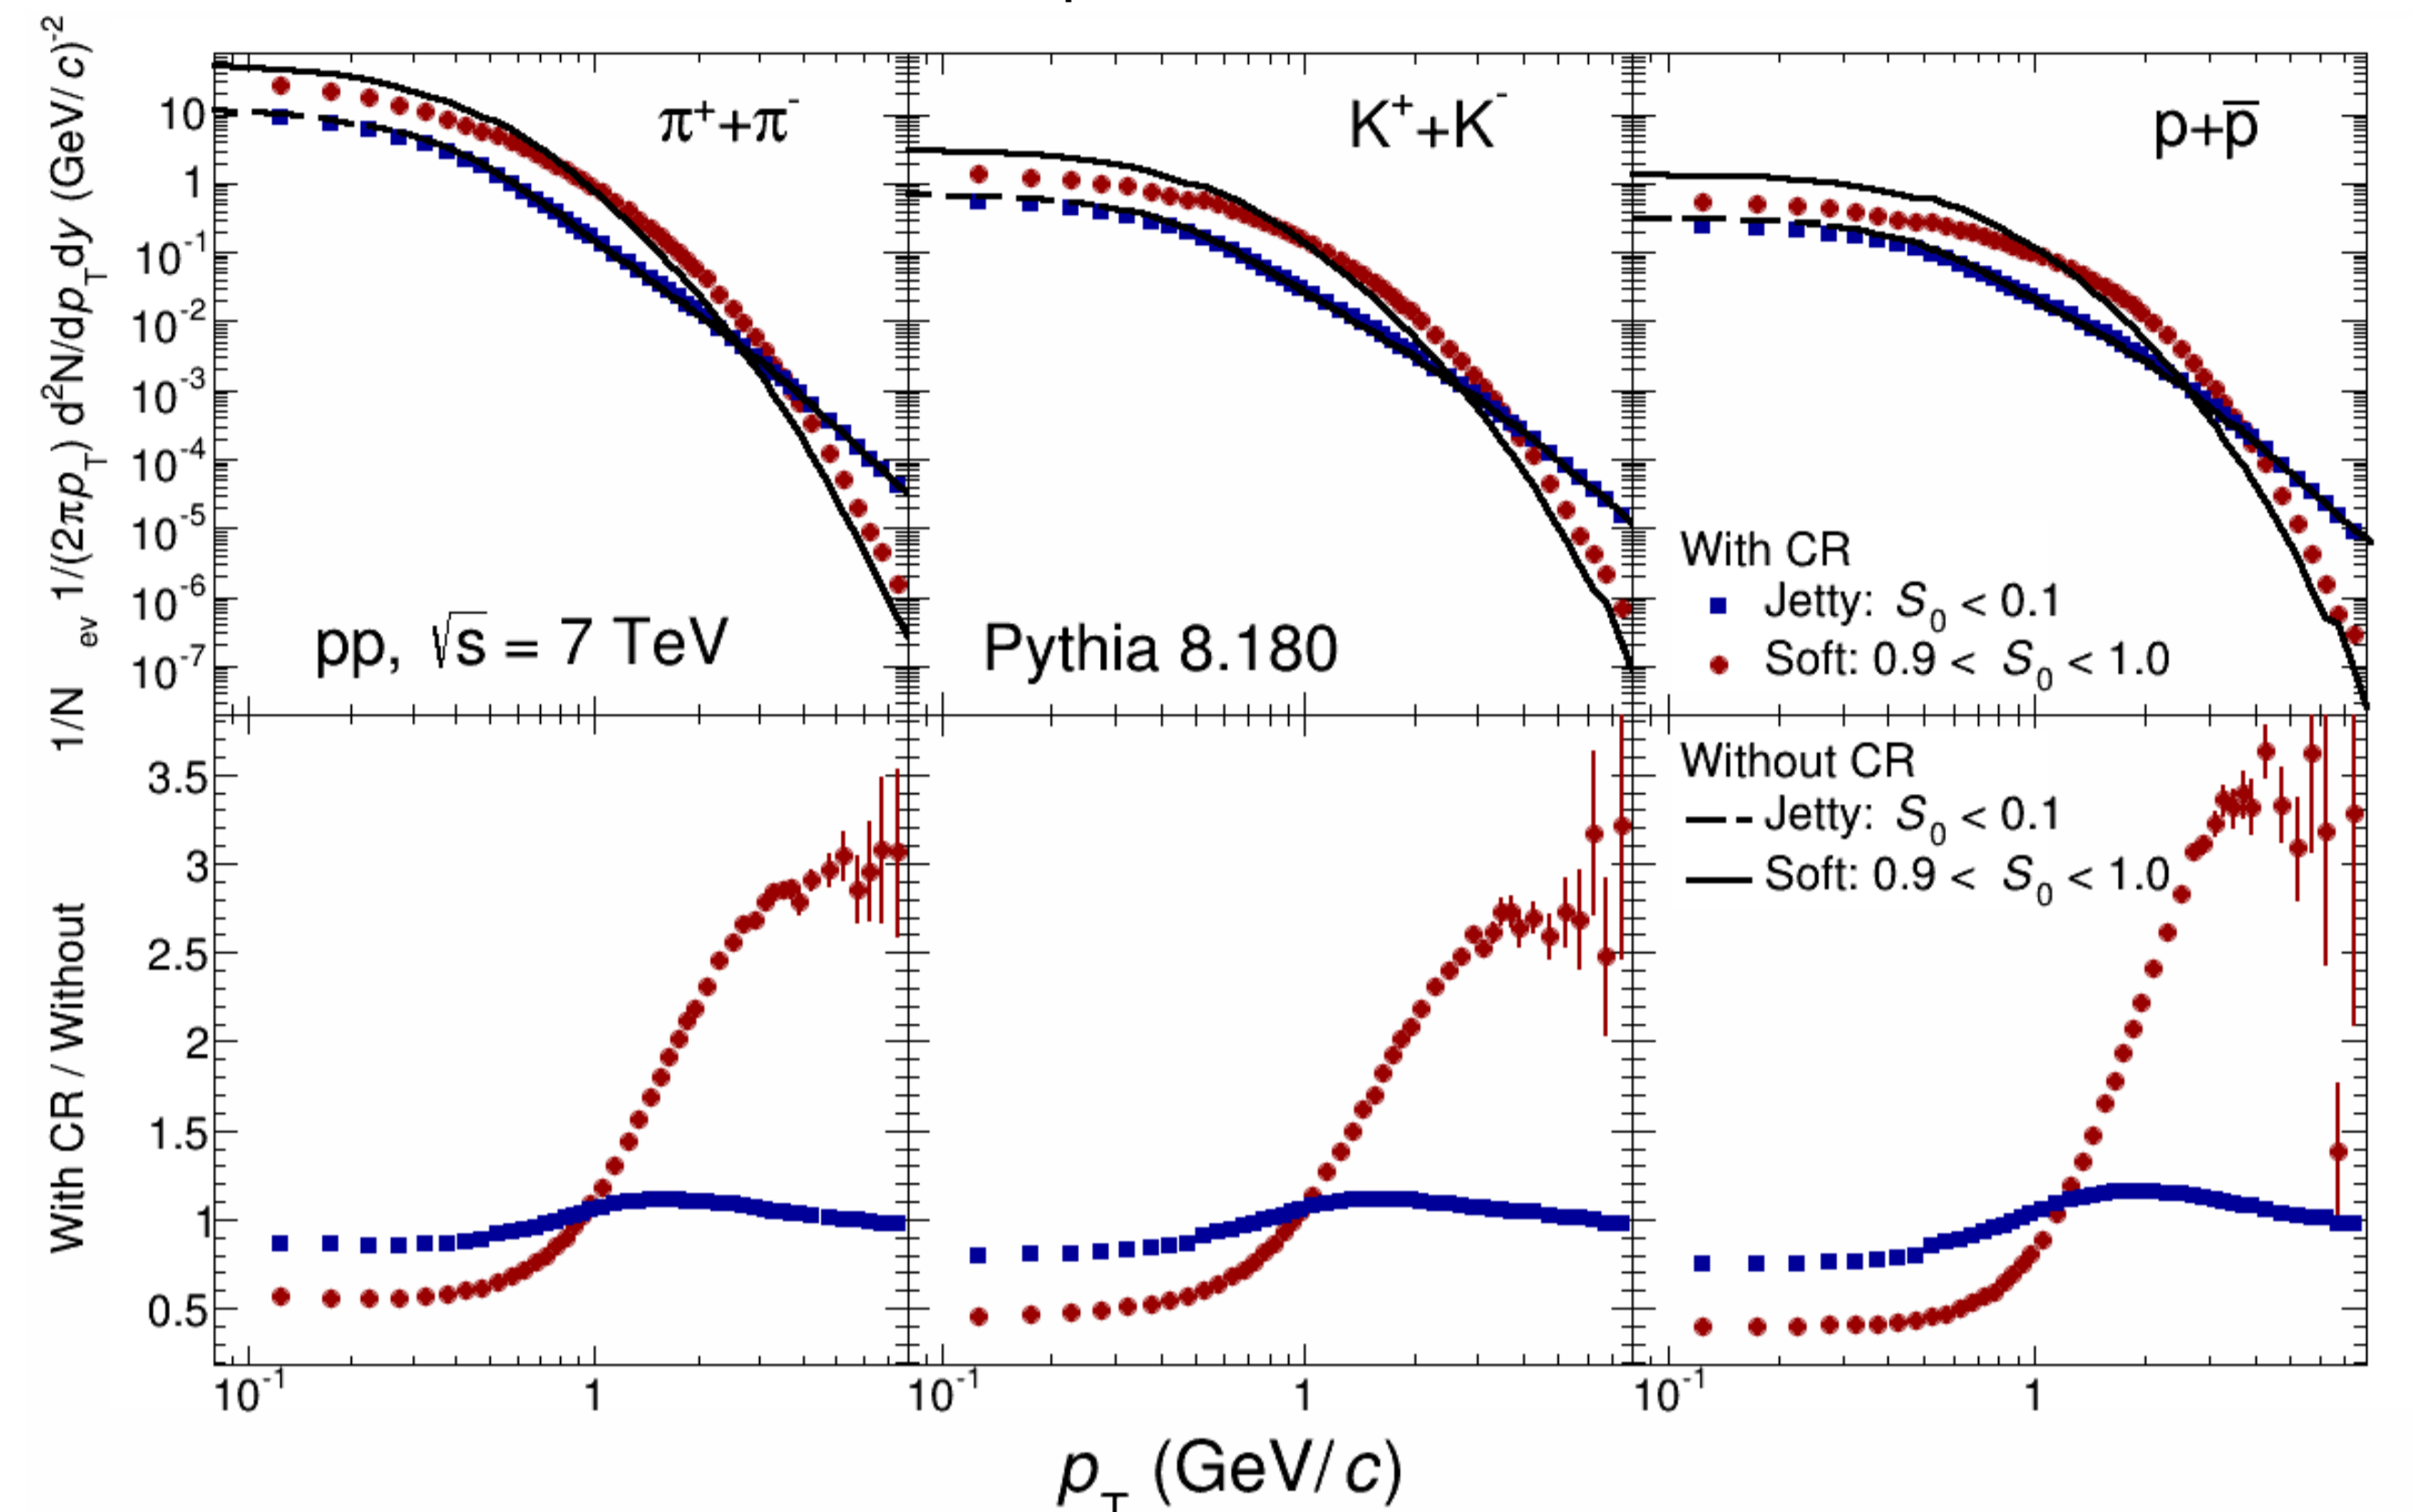 1/N_ev 1/(2πp_T) d²N/dp_Tdy (GeV/c)⁻²
10
1
10⁻¹
10⁻²
10⁻³
10⁻⁴
10⁻⁵
10⁻⁶
10⁻⁷
π⁺+π⁻
K⁺+K⁻
p+p̅
pp, √s = 7 TeV
Pythia 8.180
With CR
Jetty: S₀ < 0.1
Soft: 0.9 < S₀ < 1.0
With CR / Without
3.5
3
2.5
2
1.5
1
0.5
Without CR
Jetty: S₀ < 0.1
Soft: 0.9 < S₀ < 1.0
10⁻¹ 1 10⁻¹ 1 10⁻¹ 1
p_T (GeV/c)